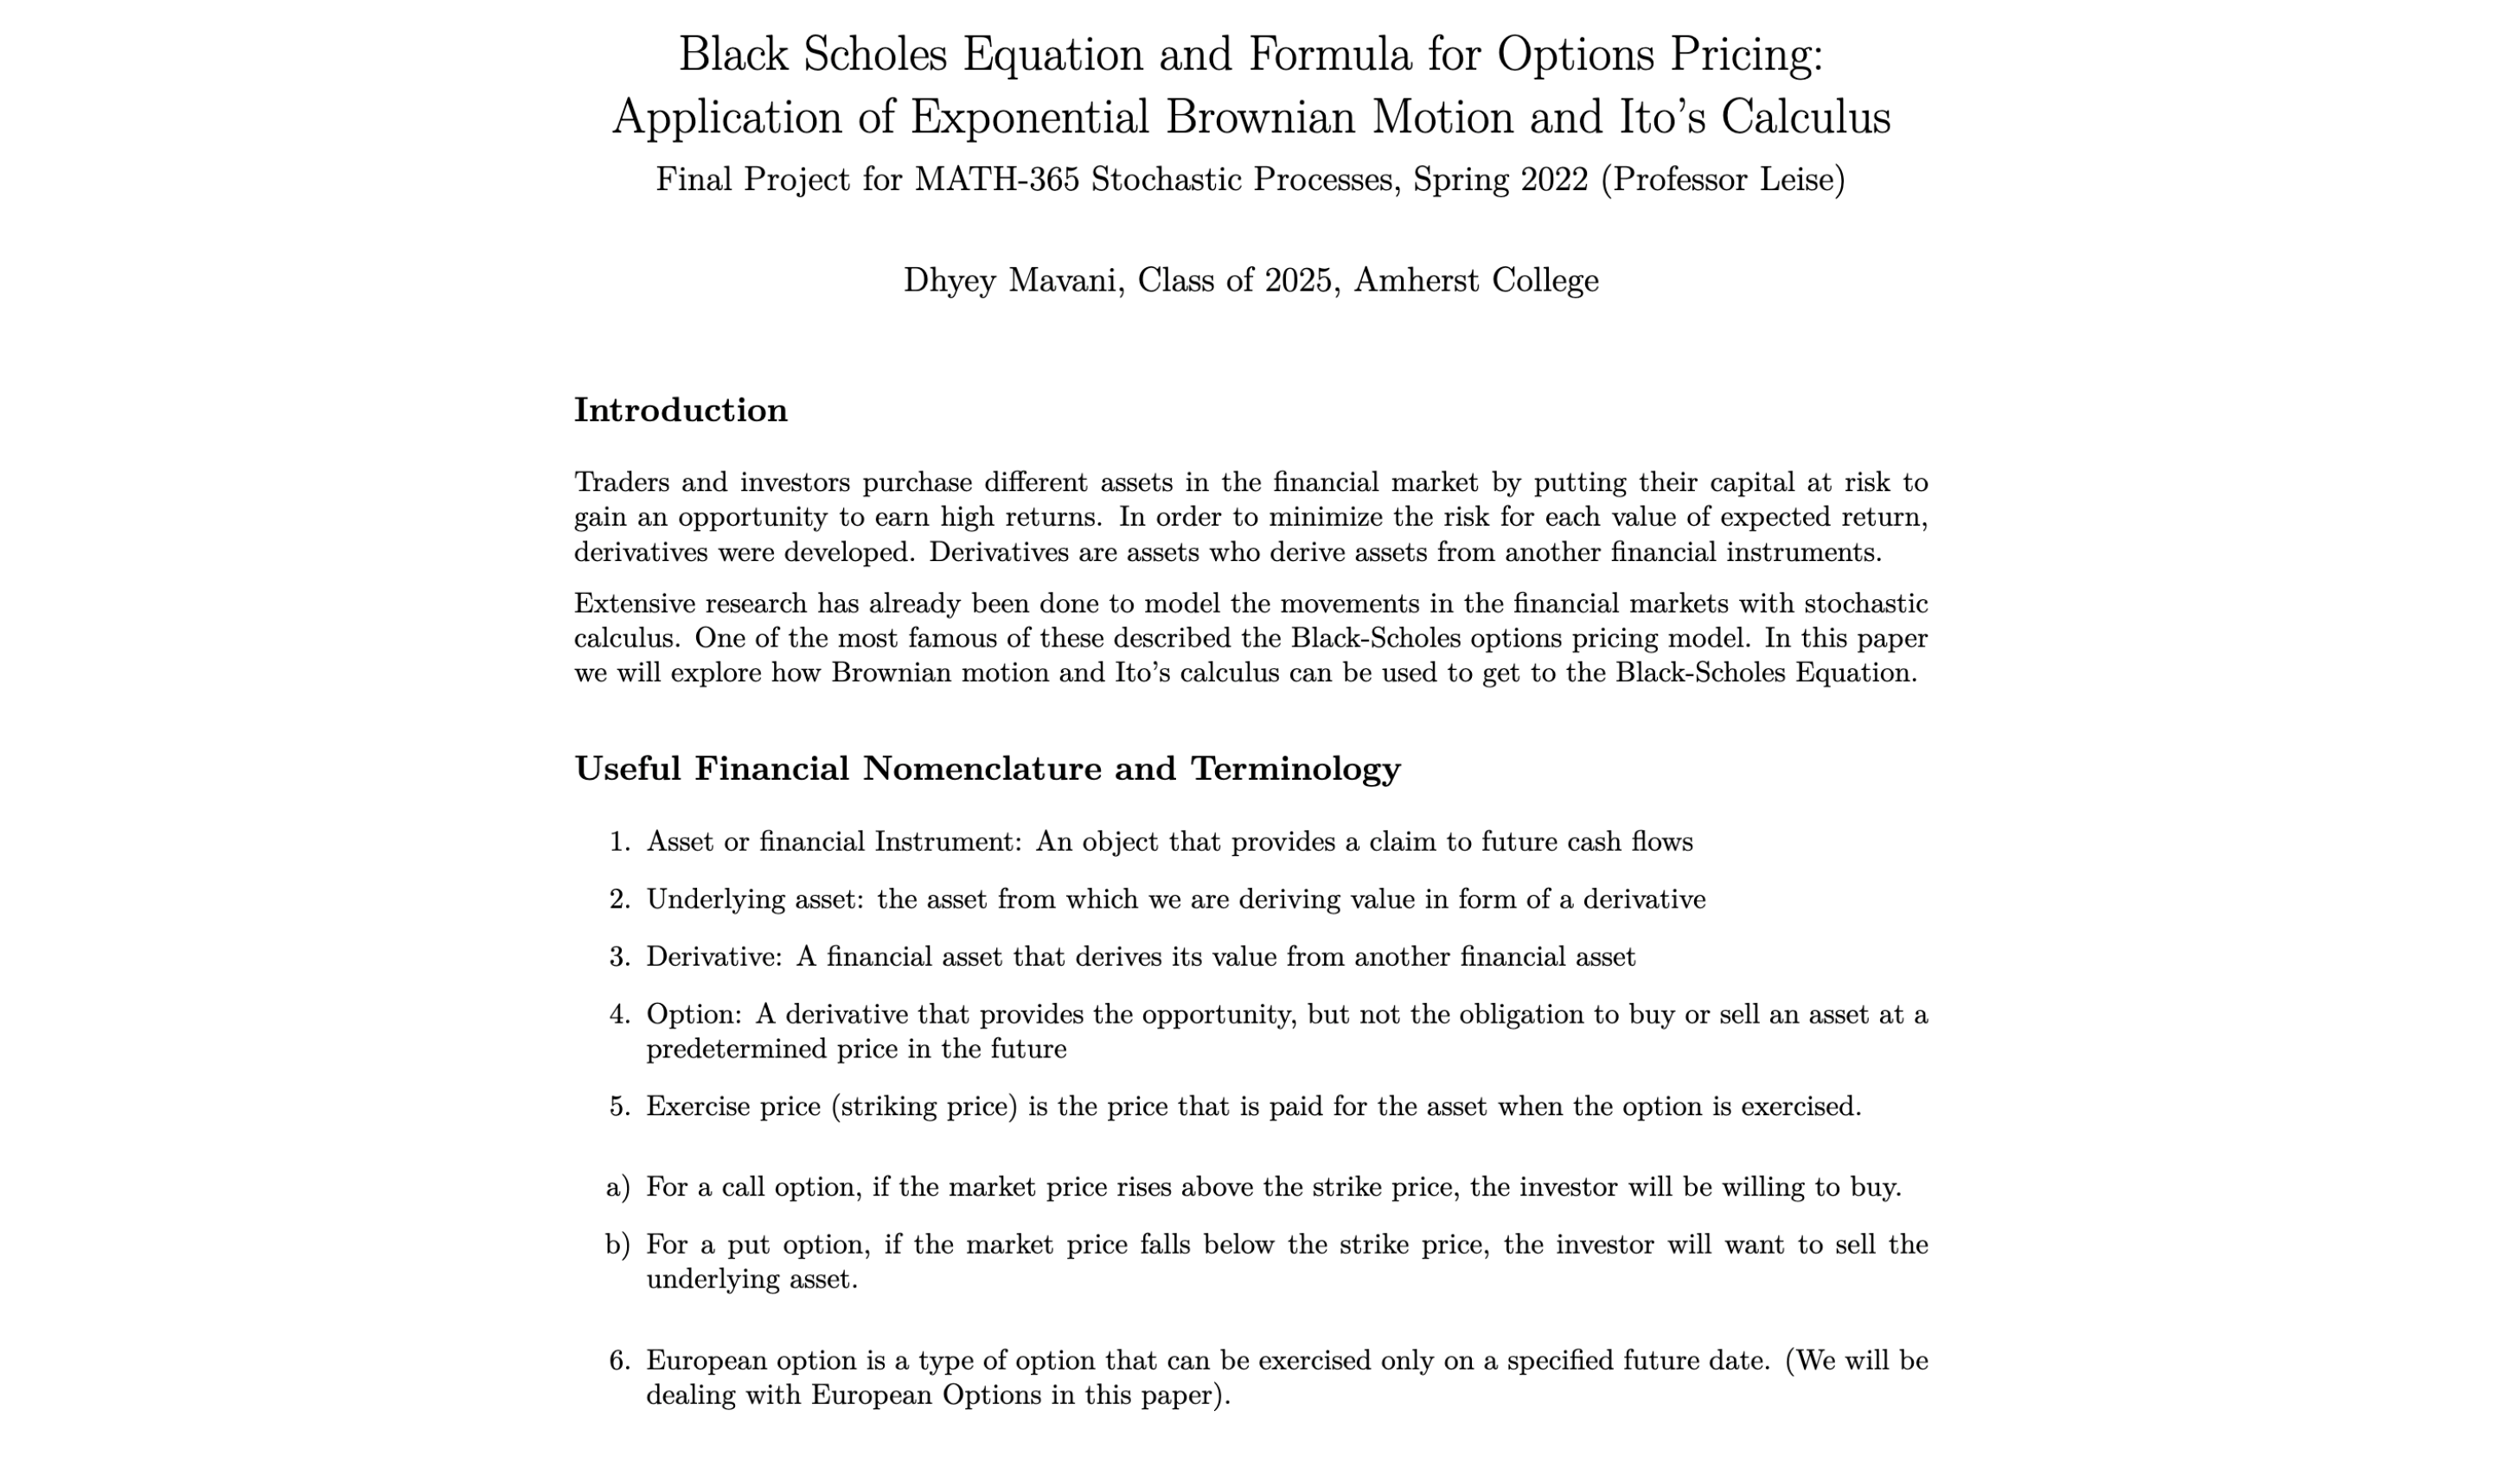 Black Scholes Equation and Formula for Options Pricing:
Application of Exponential Brownian Motion and Ito's Calculus
Final Project for MATH-365 Stochastic Processes, Spring 2022 (Professor Leise)
Dhyey Mavani, Class of 2025, Amherst College
Introduction
Traders and investors purchase different assets in the financial market by putting their capital at risk to
gain an opportunity to earn high returns. In order to minimize the risk for each value of expected return,
derivatives were developed. Derivatives are assets who derive assets from another financial instruments.
Extensive research has already been done to model the movements in the financial markets with stochastic
calculus. One of the most famous of these described the Black-Scholes options pricing model. In this paper
we will explore how Brownian motion and Ito's calculus can be used to get to the Black-Scholes Equation.
Useful Financial Nomenclature and Terminology
1. Asset or financial Instrument: An object that provides a claim to future cash flows
2. Underlying asset: the asset from which we are deriving value in form of a derivative
3. Derivative: A financial asset that derives its value from another financial asset
4. Option: A derivative that provides the opportunity, but not the obligation to buy or sell an asset at a
predetermined price in the future
5. Exercise price (striking price) is the price that is paid for the asset when the option is exercised.
a) For a call option, if the market price rises above the strike price, the investor will be willing to buy.
b) For a put option, if the market price falls below the strike price, the investor will want to sell the
underlying asset.
6. European option is a type of option that can be exercised only on a specified future date. (We will be
dealing with European Options in this paper).